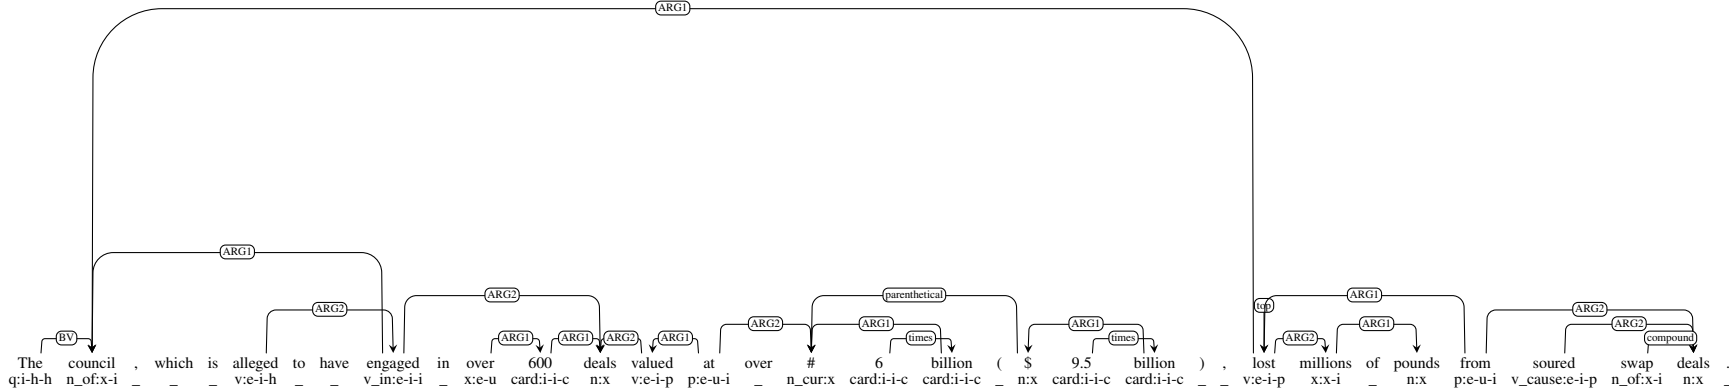 ARG1
ARG1
ARG2 parenthetical top ARG1
ARG2 ARG2
ARG2 ARG1 ARG1
BV ARG1 ARG1 ARG2 ARG1 times times ARG2 ARG1 ARG2 compound
The council , which is alleged to have engaged in over 600 deals valued at over # 6 billion ( $ 9.5 billion ) , lost millions of pounds from soured swap deals .
q:i-h-h n_of:x-i _ _ _ v:e-i-h _ _ v_in:e-i-i _ x:e-u card:i-i-c n:x v:e-i-p p:e-u-i _ n_cur:x card:i-i-c card:i-i-c _ n:x card:i-i-c card:i-i-c _ _ v:e-i-p x:x-i _ n:x p:e-u-i v_cause:e-i-p n_of:x-i n:x _